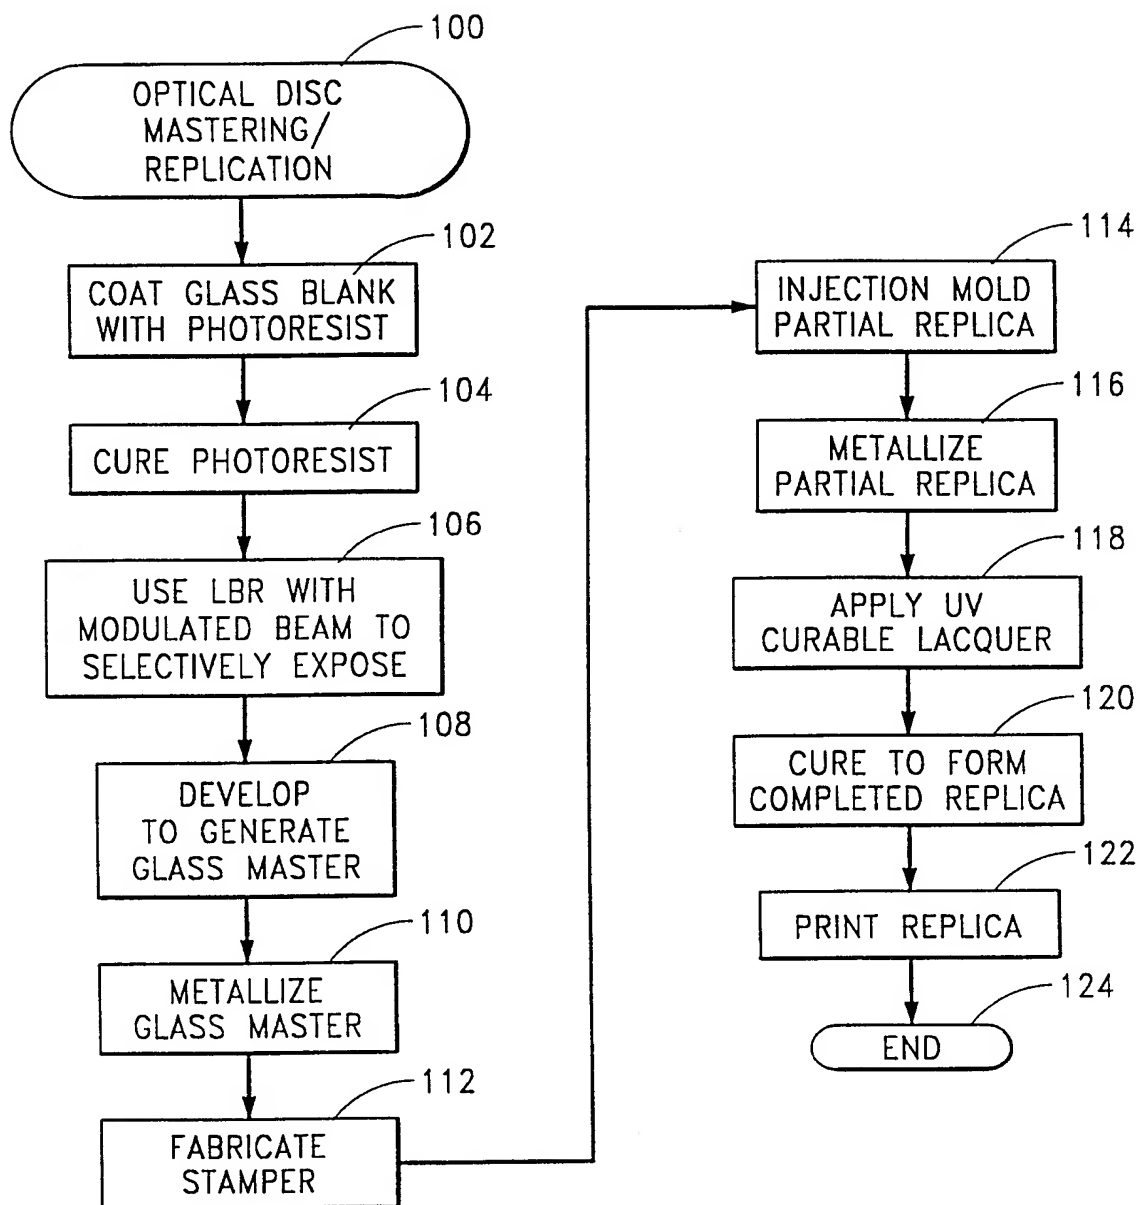 100
OPTICAL DISC
MASTERING/
REPLICATION
102
COAT GLASS BLANK
WITH PHOTORESIST
104
CURE PHOTORESIST
106
USE LBR WITH
MODULATED BEAM TO
SELECTIVELY EXPOSE
108
DEVELOP
TO GENERATE
GLASS MASTER
110
METALLIZE
GLASS MASTER
112
FABRICATE
STAMPER
114
INJECTION MOLD
PARTIAL REPLICA
116
METALLIZE
PARTIAL REPLICA
118
APPLY UV
CURABLE LACQUER
120
CURE TO FORM
COMPLETED REPLICA
122
PRINT REPLICA
124
END